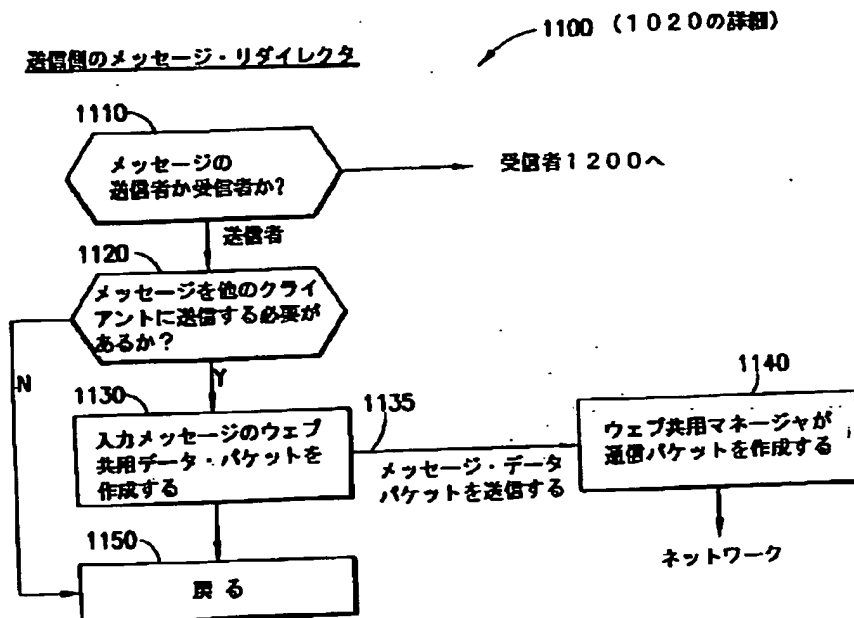 1100 (1020の詳細)
送信側のメッセージ・リダイレクタ
1110
メッセージの
送信者か受信者か?
受信者1200へ
送信者
1120
メッセージを他のクライ
アントに送信する必要が
あるか?
N
Y
1130
入力メッセージのウェブ
共用データ・パケットを
作成する
1135
メッセージ・データ
パケットを送信する
1140
ウェブ共用マネージャが
通信パケットを作成する
ネットワーク
1150
戻る